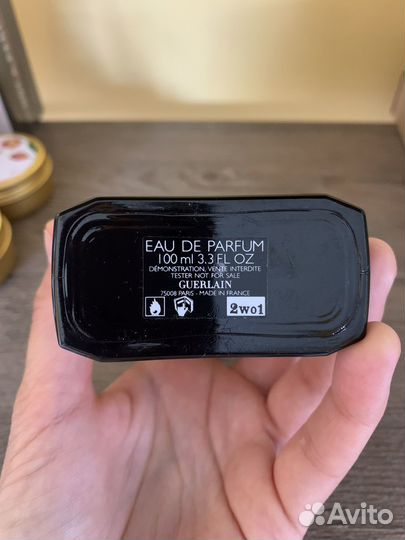 EAU DE PARFUM
100 ml 3.3 FL OZ
DÉMONSTRATION, VENTE INTERDITE
TESTER NOT FOR SALE
GUERLAIN
75008 PARIS - MADE IN FRANCE
2W01
Avito